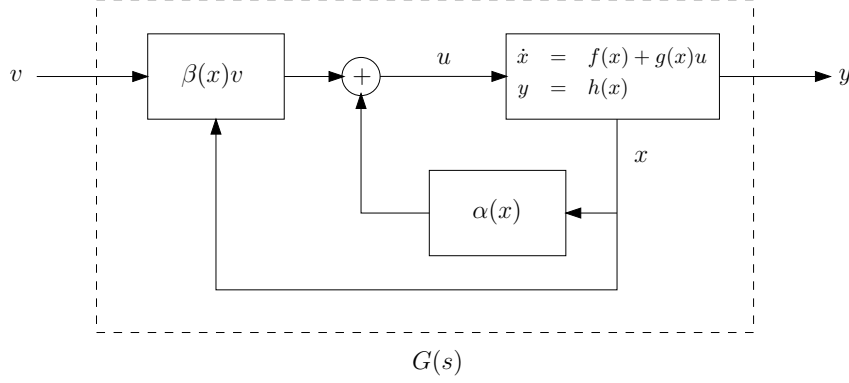 v
β(x)v
+
u
ẋ = f(x) + g(x)u
y = h(x)
y
x
α(x)
G(s)